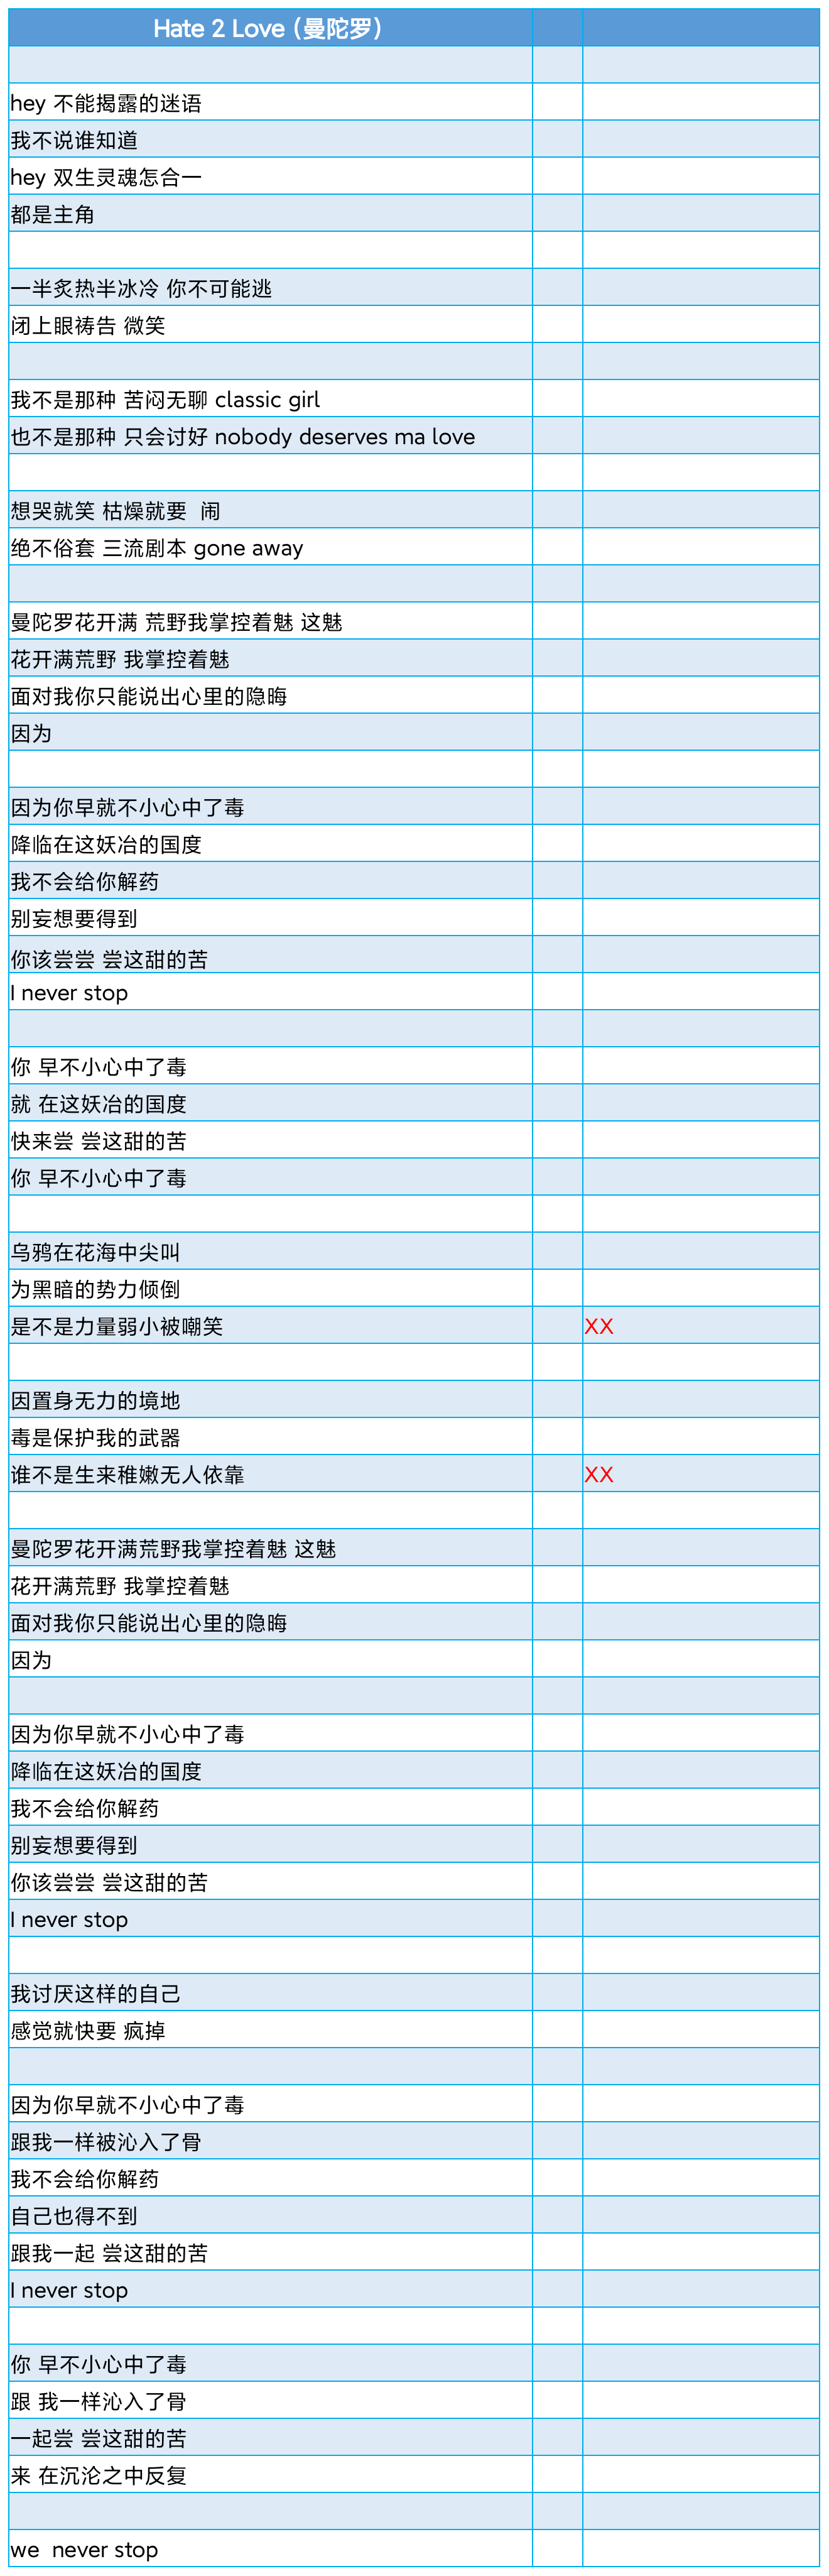 Hate 2 Love（曼陀罗）
hey 不能揭露的迷语
我不说谁知道
hey 双生灵魂怎合一
都是主角
一半炙热半冰冷 你不可能逃
闭上眼祷告 微笑
我不是那种 苦闷无聊 classic girl
也不是那种 只会讨好 nobody deserves ma love
想哭就笑 枯燥就要  闹
绝不俗套 三流剧本 gone away
曼陀罗花开满 荒野我掌控着魅 这魅
花开满荒野 我掌控着魅
面对我你只能说出心里的隐晦
因为
因为你早就不小心中了毒
降临在这妖冶的国度
我不会给你解药
别妄想要得到
你该尝尝 尝这甜的苦
I never stop
你 早不小心中了毒
就 在这妖冶的国度
快来尝 尝这甜的苦
你 早不小心中了毒
乌鸦在花海中尖叫
为黑暗的势力倾倒
是不是力量弱小被嘲笑 XX
因置身无力的境地
毒是保护我的武器
谁不是生来稚嫩无人依靠 XX
曼陀罗花开满荒野我掌控着魅 这魅
花开满荒野 我掌控着魅
面对我你只能说出心里的隐晦
因为
因为你早就不小心中了毒
降临在这妖冶的国度
我不会给你解药
别妄想要得到
你该尝尝 尝这甜的苦
I never stop
我讨厌这样的自己
感觉就快要 疯掉
因为你早就不小心中了毒
跟我一样被沁入了骨
我不会给你解药
自己也得不到
跟我一起 尝这甜的苦
I never stop
你 早不小心中了毒
跟 我一样沁入了骨
一起尝 尝这甜的苦
来 在沉沦之中反复
we  never stop